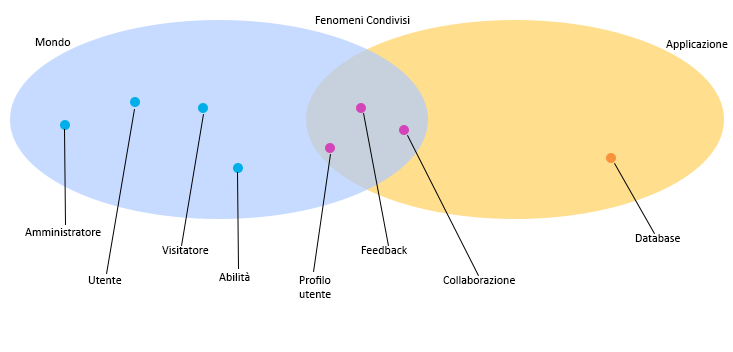 Fenomeni Condivisi
Mondo
Applicazione
Amministratore
Utente
Visitatore
Abilità
Profilo
utente
Feedback
Collaborazione
Database